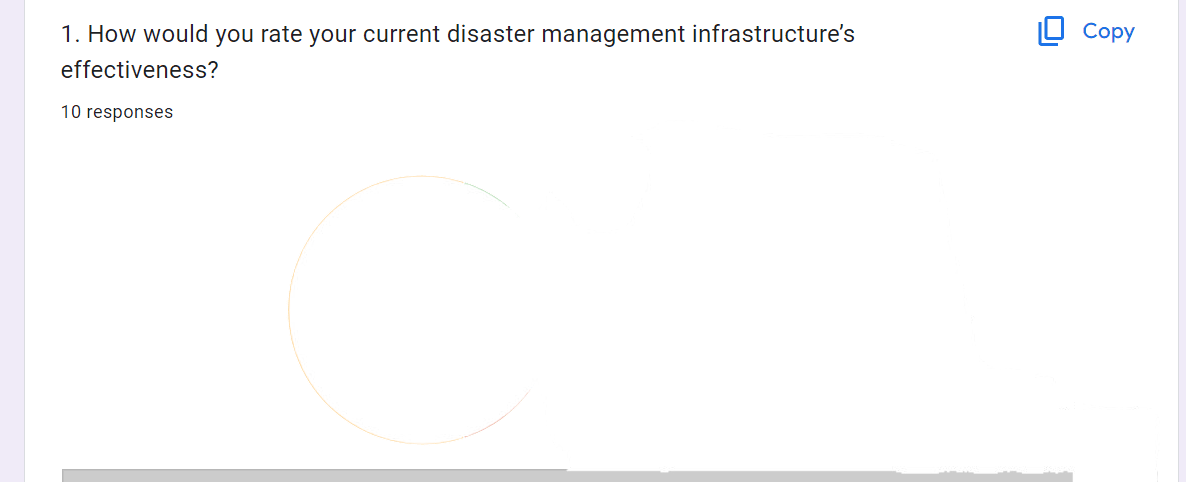 1. How would you rate your current disaster management infrastructure’s
effectiveness?
Copy
10 responses